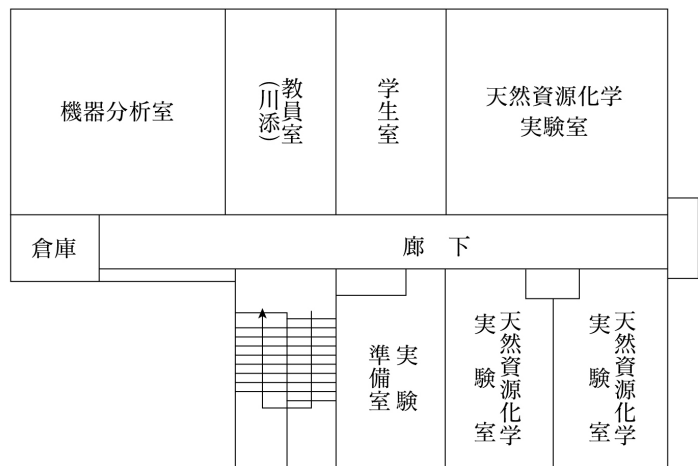 機器分析室
教員室
(川添)
学生室
天然資源化学
実験室
倉庫
廊 下
実験
準備室
天然資源化学
実験室
天然資源化学
実験室